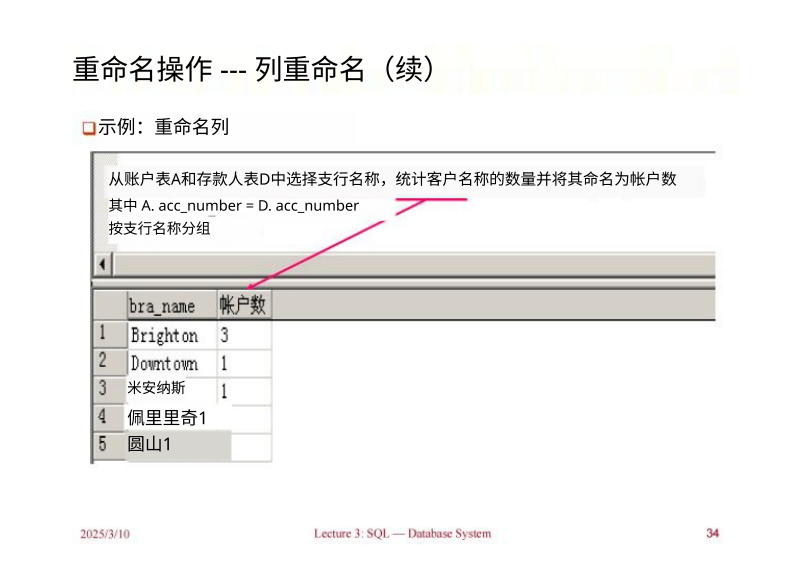 重命名操作 --- 列重命名（续）
示例：重命名列
从账户表A和存款人表D中选择支行名称，统计客户名称的数量并将其命名为帐户数
其中 A. acc_number = D. acc_number
按支行名称分组
bra_name 帐户数
1 Brighton 3
2 Downtown 1
3 米安纳斯 1
4 佩里里奇1
5 圆山1
2025/3/10 Lecture 3: SQL — Database System 34